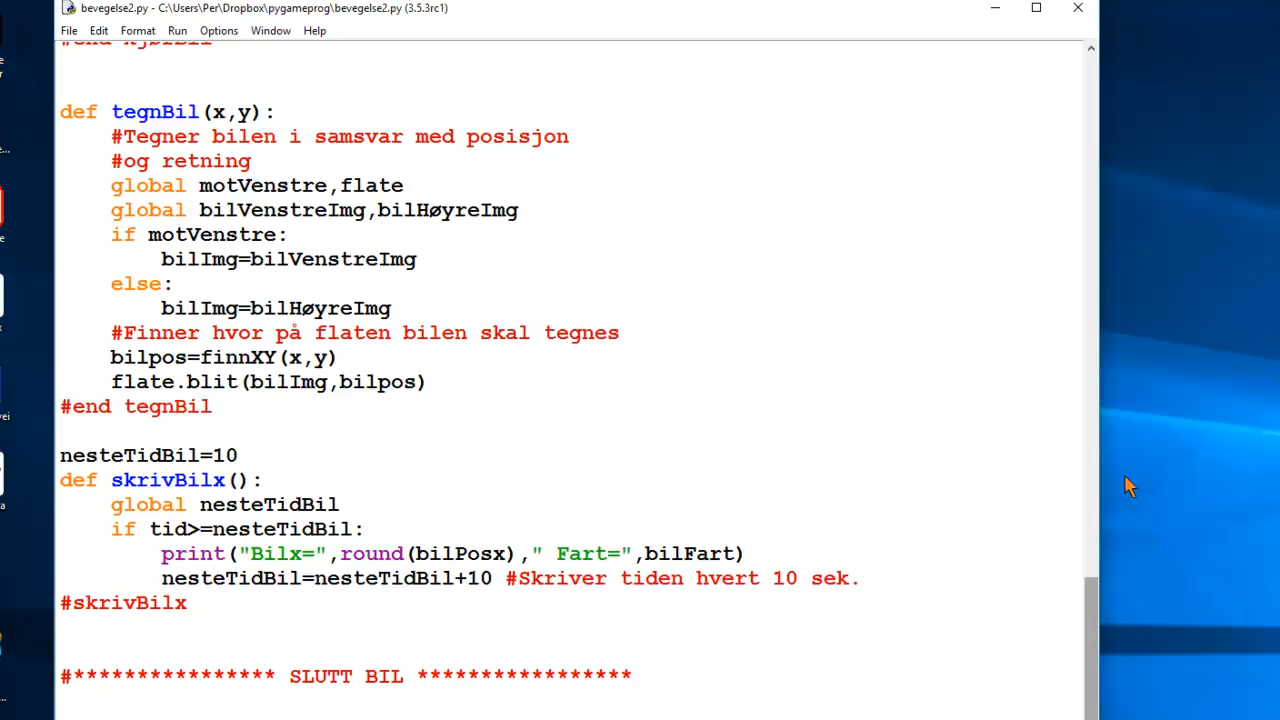 bevegelse2.py - C:\Users\Per\Dropbox\pygameprog\bevegelse2.py (3.5.3rc1)
File Edit Format Run Options Window Help
def tegnBil(x,y):
#Tegner bilen i samsvar med posisjon
#og retning
global motVenstre,flate
global bilVenstreImg,bilHøyreImg
if motVenstre:
bilImg=bilVenstreImg
else:
bilImg=bilHøyreImg
#Finner hvor på flaten bilen skal tegnes
bilpos=finnXY(x,y)
flate.blit(bilImg,bilpos)
#end tegnBil
nesteTidBil=10
def skrivBilx():
global nesteTidBil
if tid>=nesteTidBil:
print("Bilx=",round(bilPosx)," Fart=",bilFart)
nesteTidBil=nesteTidBil+10 #Skriver tiden hvert 10 sek.
#skrivBilx
#**************** SLUTT BIL *****************